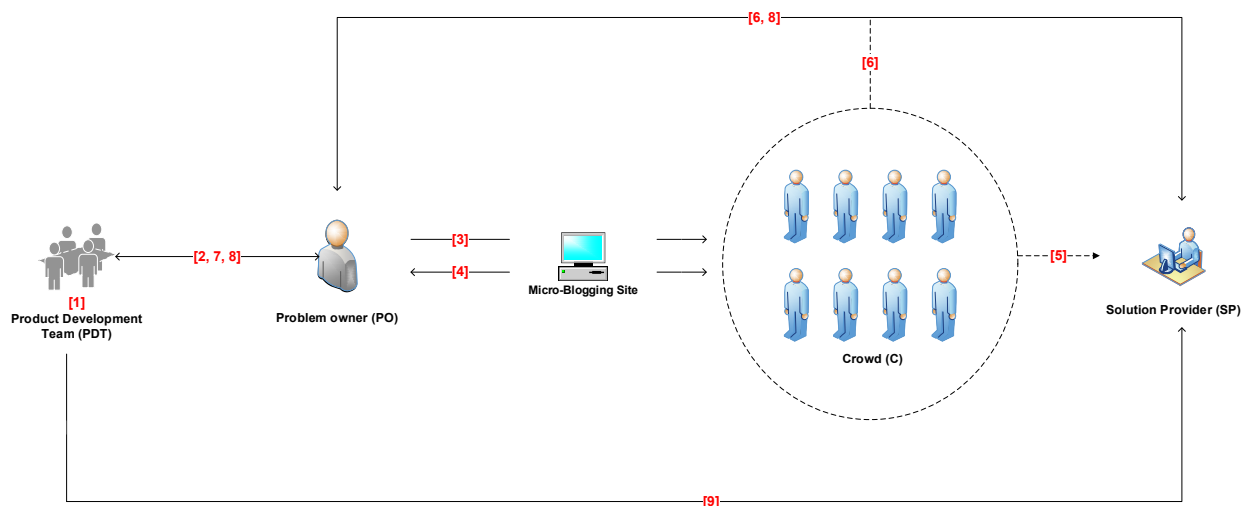 [6, 8]
[6]
[3]
[2, 7, 8]
[5]
[4]
Micro-Blogging Site
[1]
Product Development
Team (PDT)
Problem owner (PO)
Solution Provider (SP)
Crowd (C)
[9]